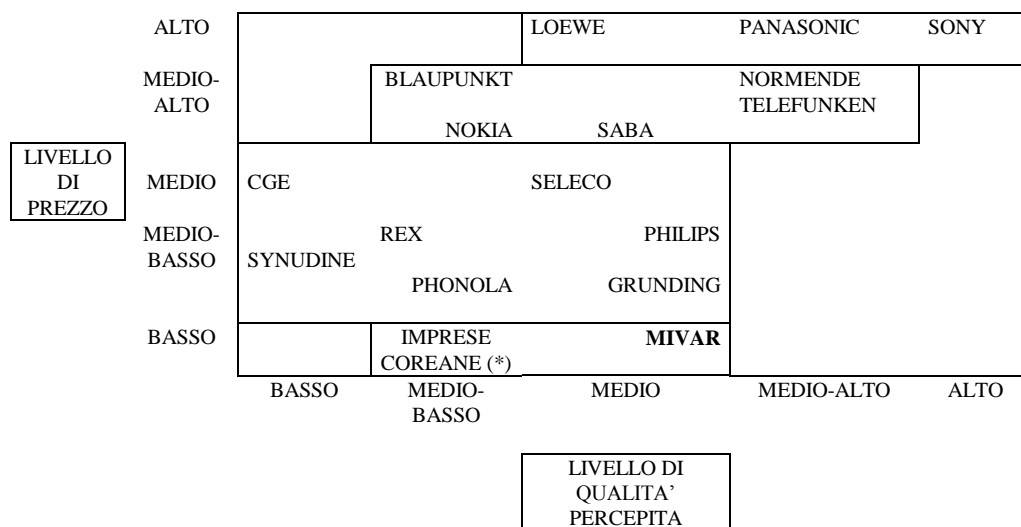 ALTO LOEWE PANASONIC SONY
MEDIO- BLAUPUNKT NORMENDE
ALTO TELEFUNKEN
NOKIA SABA
LIVELLO
DI MEDIO CGE SELECO
PREZZO
MEDIO- REX PHILIPS
BASSO SYNUDINE
PHONOLA GRUNDING
BASSO IMPRESE MIVAR
COREANE (*)
BASSO MEDIO- MEDIO MEDIO-ALTO ALTO
BASSO
LIVELLO DI
QUALITA’
PERCEPITA